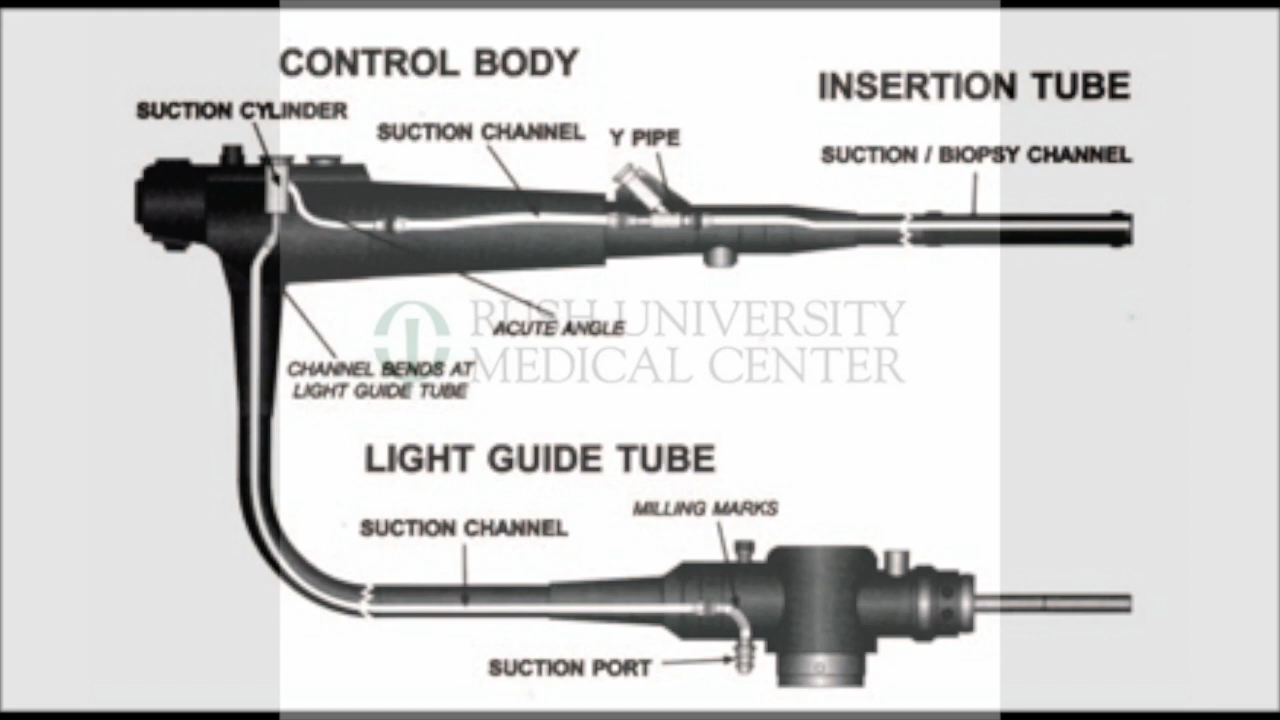 CONTROL BODY
INSERTION TUBE
SUCTION CYLINDER
SUCTION CHANNEL
Y PIPE
SUCTION / BIOPSY CHANNEL
RUSH UNIVERSITY
MEDICAL CENTER
ACUTE ANGLE
CHANNEL BENDS AT
LIGHT GUIDE TUBE
LIGHT GUIDE TUBE
MILLING MARKS
SUCTION CHANNEL
SUCTION PORT